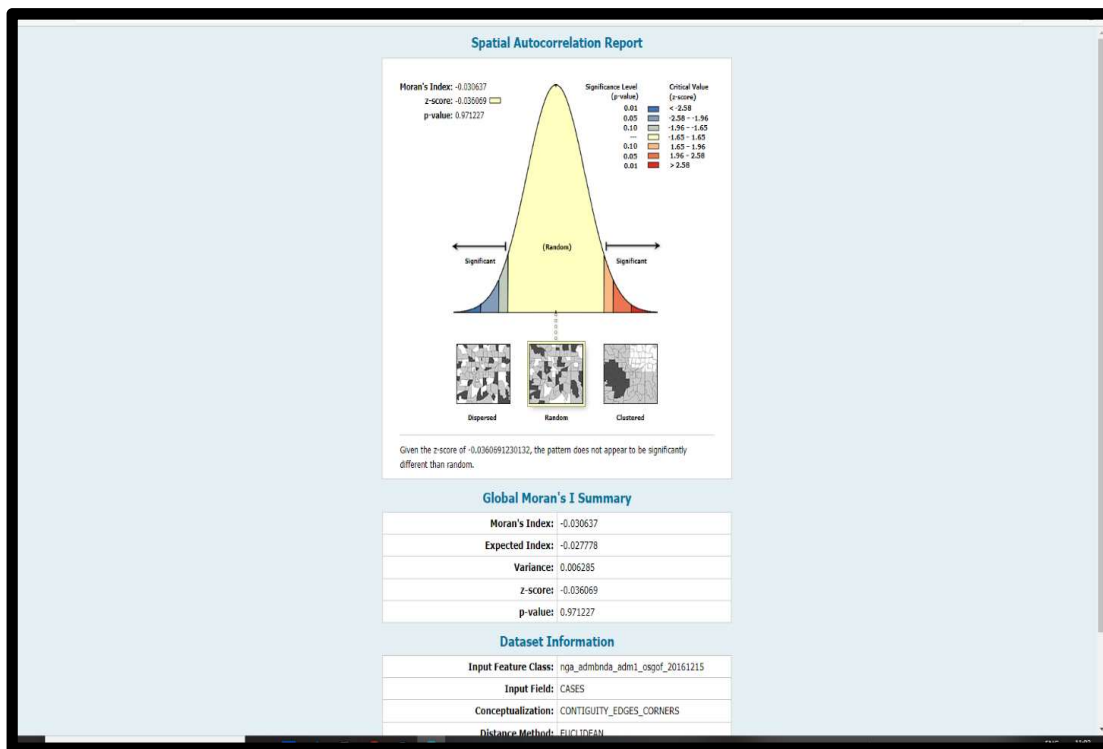 Spatial Autocorrelation Report
Moran's Index: -0.030637
z-score: -0.036069
p-value: 0.971227
Significance Level
(p-value)
Critical Value
(z-score)
0.01 < -2.58
0.05 -2.58 – -1.96
0.10 -1.96 – -1.65
--- -1.65 – 1.65
0.10 1.65 – 1.96
0.05 1.96 – 2.58
0.01 > 2.58
(Random)
Significant
Significant
Dispersed
Random
Clustered
Given the z-score of -0.0360691230132, the pattern does not appear to be significantly
different than random.
Global Moran's I Summary
Moran's Index: -0.030637
Expected Index: -0.027778
Variance: 0.006285
z-score: -0.036069
p-value: 0.971227
Dataset Information
Input Feature Class: nga_admbnda_adm1_osgof_20161215
Input Field: CASES
Conceptualization: CONTIGUITY_EDGES_CORNERS
Distance Method: EUCLIDEAN